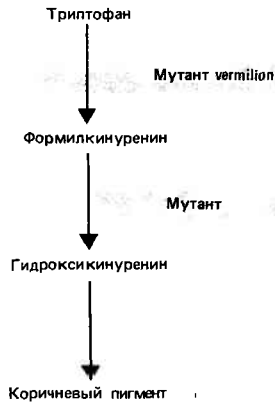 Триптофан
Мутант vermilion
Формилкинуренин
Мутант
Гидроксикинуренин
Коричневый пигмент